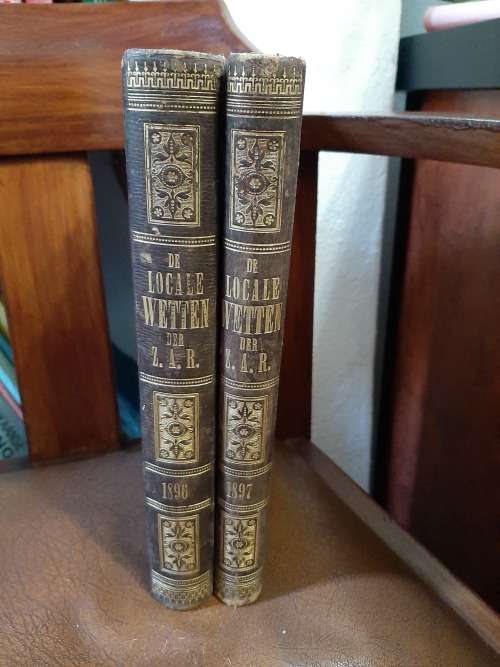 DE
LOCALE
WETTEN
DER
Z. A. R.
1896
DE
LOCALE
WETTEN
DER
Z. A. R.
1897